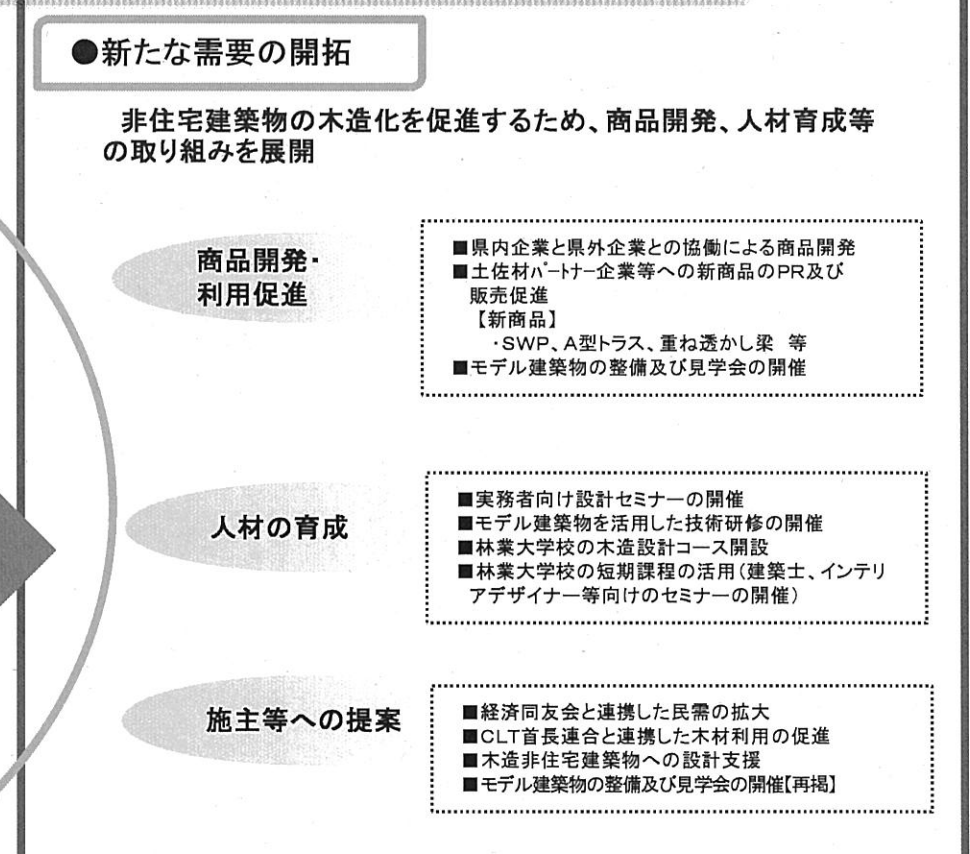 ●新たな需要の開拓
非住宅建築物の木造化を促進するため、商品開発、人材育成等
の取り組みを展開
商品開発・
利用促進
■県内企業と県外企業との協働による商品開発
■土佐材パートナー企業等への新商品のPR及び
販売促進
【新商品】
・SWP、A型トラス、重ね透かし梁 等
■モデル建築物の整備及び見学会の開催
人材の育成
■実務者向け設計セミナーの開催
■モデル建築物を活用した技術研修の開催
■林業大学校の木造設計コース開設
■林業大学校の短期課程の活用(建築士、インテリ
アデザイナー等向けのセミナーの開催)
施主等への提案
■経済同友会と連携した民需の拡大
■CLT首長連合と連携した木材利用の促進
■木造非住宅建築物への設計支援
■モデル建築物の整備及び見学会の開催【再掲】